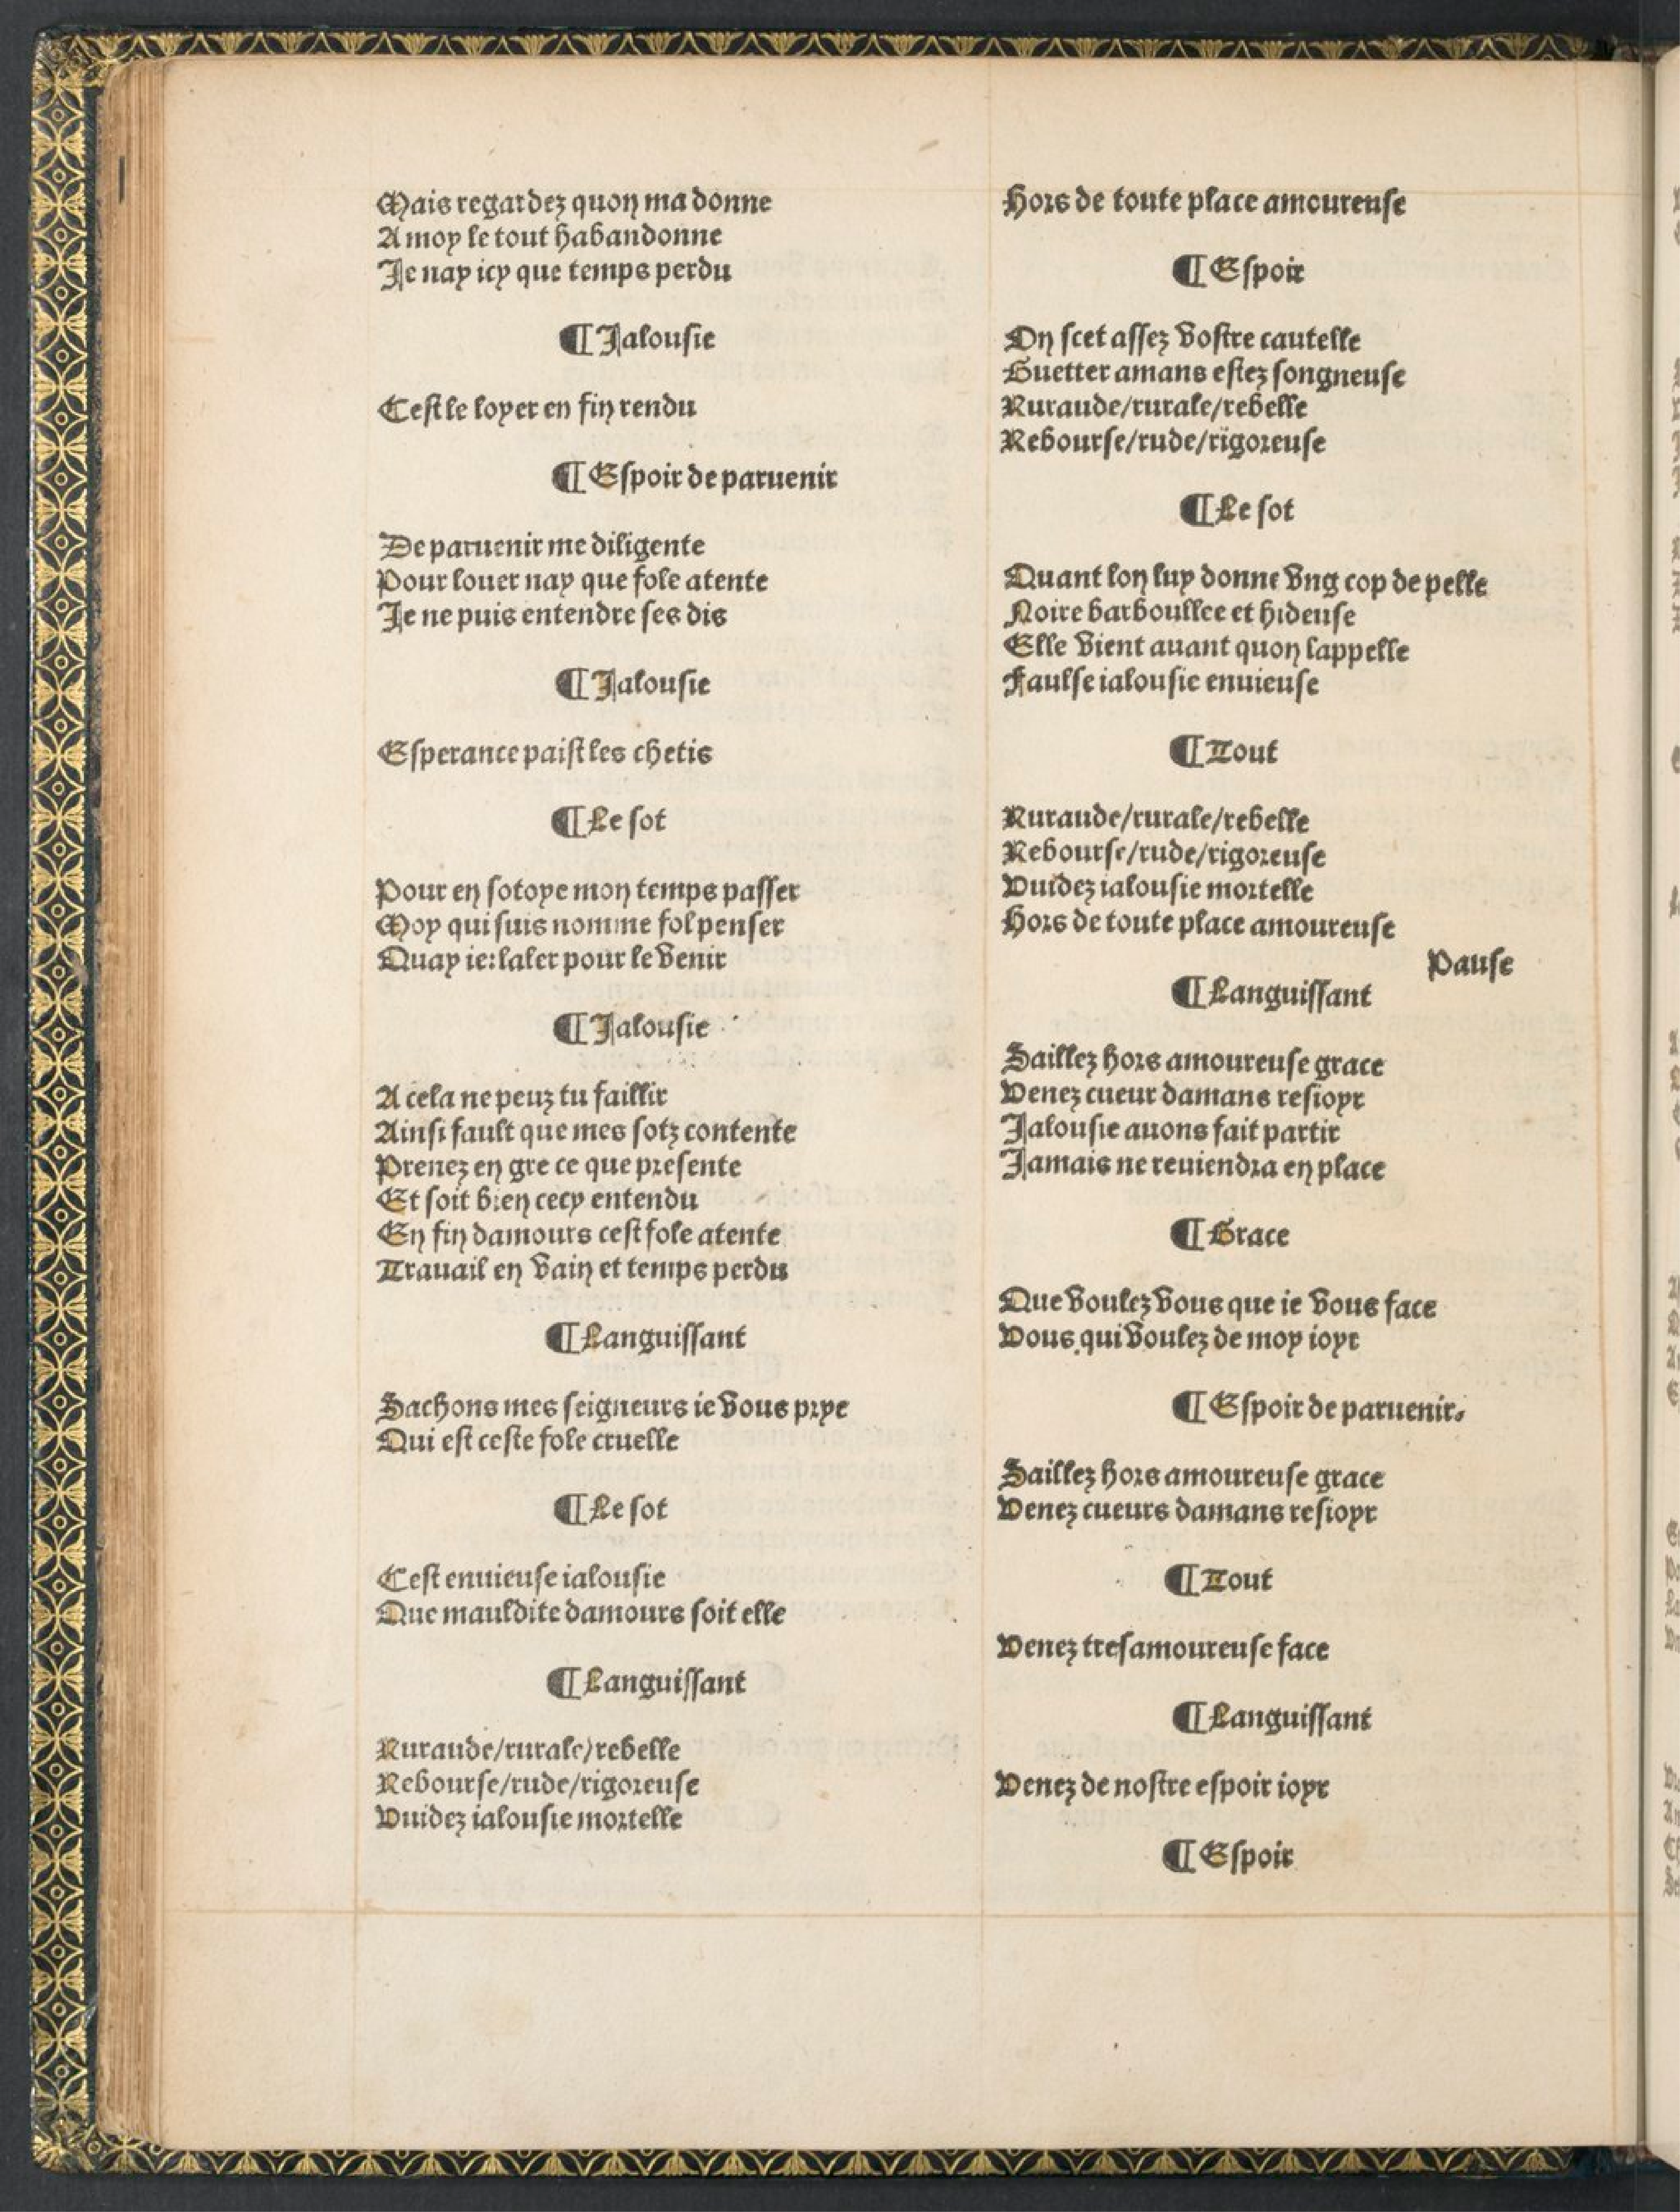 Mais regardez quon ma donne
A moy le tout habandonne
Je nay icy que temps perdu
¶ Jalousie
Cest le loyer en fin rendu
¶ Espoir de paruenir
De paruenir me diligente
Pour louer nay que fole atente
Je ne puis entendre ses dis
¶ Jalousie
Esperance paist les chetis
¶ Le sot
Pour en sotoye mon temps passer
Moy qui suis nomme fol penser
Quay ie: laler pour le venir
¶ Jalousie
A cela ne peuz tu faillir
Ainsi fault que mes sotz contente
Prenez en gre ce que presente
Et soit bien cecy entendu
En fin damours cest fole atente
Trauail en vain et temps perdu
¶ Languissant
Sachons mes seigneurs ie vous prye
Qui est ceste fole cruelle
¶ Le sot
Cest enuieuse ialousie
Que mauldite damours soit elle
¶ Languissant
Ruraude/rurale/rebelle
Rebourse/rude/rigoreuse
Vuidez ialousie mortelle
Hors de toute place amoureuse
¶ Espoir
On scet assez vostre cautelle
Guetter amans estez songneuse
Ruraude/rurale/rebelle
Rebourse/rude/rigoreuse
¶ Le sot
Quant lon luy donne vng cop de pelle
Noire barboullee et hideuse
Elle vient auant quon lappelle
Faulse ialousie enuieuse
¶ Tout
Ruraude/rurale/rebelle
Rebourse/rude/rigoreuse
Vuidez ialousie mortelle
Hors de toute place amoureuse
Pause
¶ Languissant
Saillez hors amoureuse grace
Venez cueur damans resioyr
Jalousie auons fait partir
Jamais ne reuiendra en place
¶ Grace
Que voulez vous que ie vous face
Vous qui voulez de moy ioyr
¶ Espoir de paruenir.
Saillez hors amoureuse grace
Venez cueurs damans resioyr
¶ Tout
Venez tresamoureuse face
¶ Languissant
Venez de nostre espoir ioyr
¶ Espoir